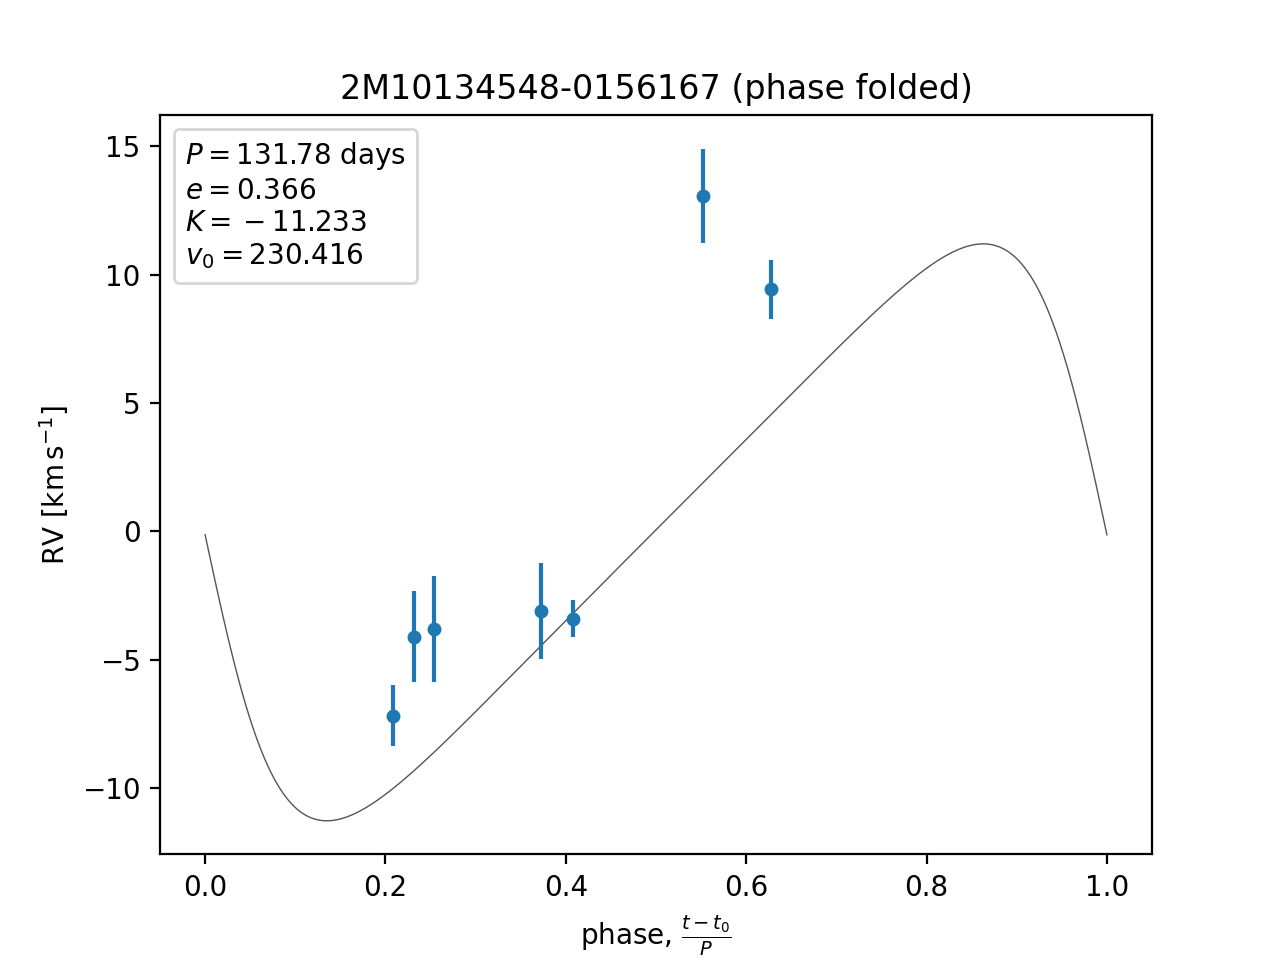 2M10134548-0156167 (phase folded)
P = 131.78 days
e = 0.366
K = −11.233
v₀ = 230.416
15
10
5
0
−5
−10
RV [km s⁻¹]
0.0 0.2 0.4 0.6 0.8 1.0
phase, (t − t₀)/P